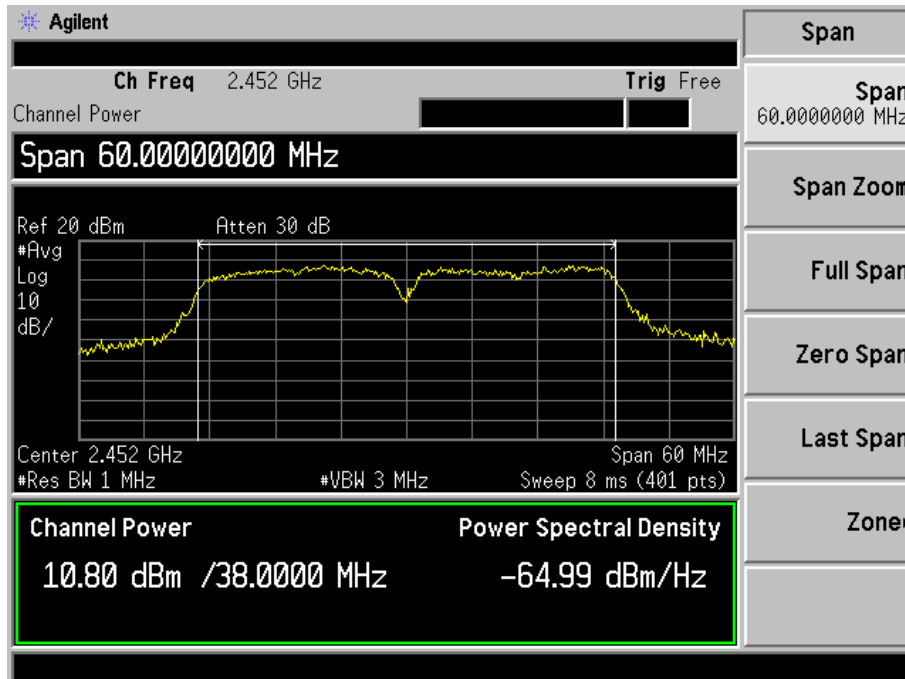 Agilent
Span
Ch Freq 2.452 GHz Trig Free
Channel Power
Span
60.0000000 MHz
Span 60.00000000 MHz
Span Zoom
Ref 20 dBm Atten 30 dB
#Avg
Log
10
dB/
Full Span
Zero Span
Last Span
Center 2.452 GHz Span 60 MHz
#Res BW 1 MHz #VBW 3 MHz Sweep 8 ms (401 pts)
Channel Power Power Spectral Density
Zone
10.80 dBm /38.0000 MHz -64.99 dBm/Hz